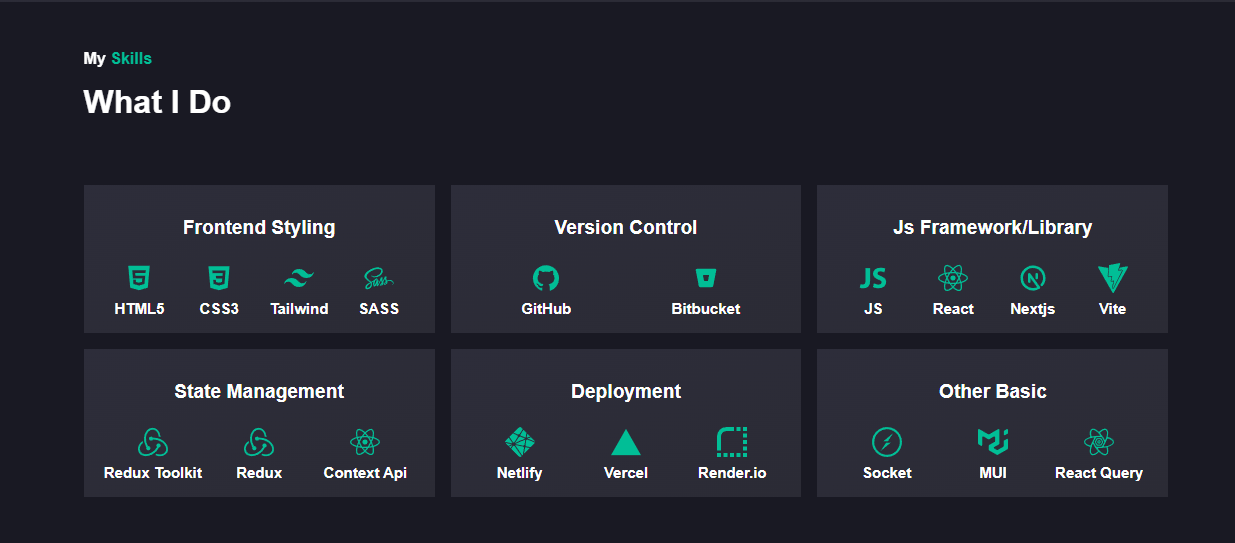 My Skills
What I Do
Frontend Styling
HTML5 CSS3 Tailwind SASS
Version Control
GitHub Bitbucket
Js Framework/Library
JS
JS React Nextjs Vite
State Management
Redux Toolkit Redux Context Api
Deployment
Netlify Vercel Render.io
Other Basic
Socket MUI React Query